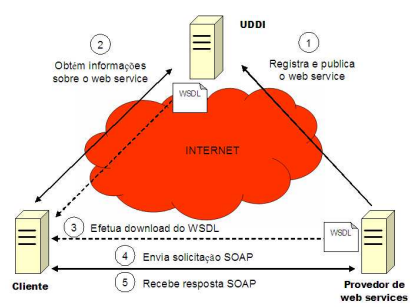 UDDI
2
Obtém informações
sobre o web service
1
Registra e publica
o web service
WSDL
INTERNET
3 Efetua download do WSDL
WSDL
4 Envia solicitação SOAP
5 Recebe resposta SOAP
Cliente
Provedor de
web services